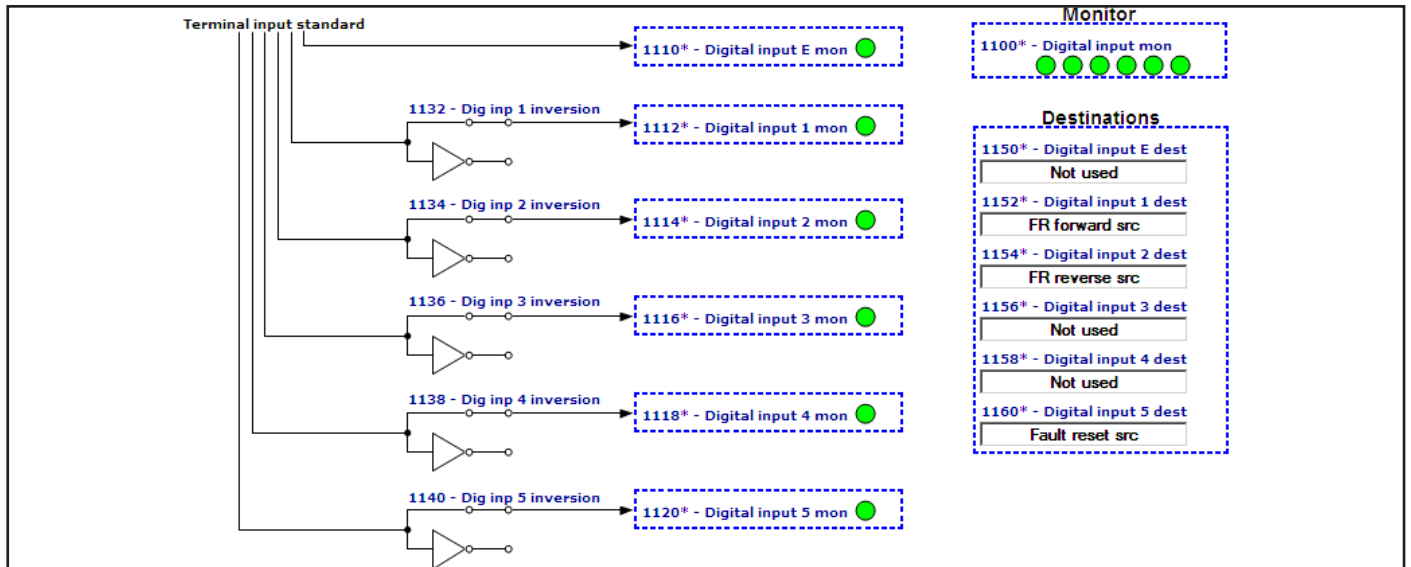 Terminal input standard
1110* - Digital input E mon
1132 - Dig inp 1 inversion
1112* - Digital input 1 mon
1134 - Dig inp 2 inversion
1114* - Digital input 2 mon
1136 - Dig inp 3 inversion
1116* - Digital input 3 mon
1138 - Dig inp 4 inversion
1118* - Digital input 4 mon
1140 - Dig inp 5 inversion
1120* - Digital input 5 mon
Monitor
1100* - Digital input mon
Destinations
1150* - Digital input E dest
Not used
1152* - Digital input 1 dest
FR forward src
1154* - Digital input 2 dest
FR reverse src
1156* - Digital input 3 dest
Not used
1158* - Digital input 4 dest
Not used
1160* - Digital input 5 dest
Fault reset src